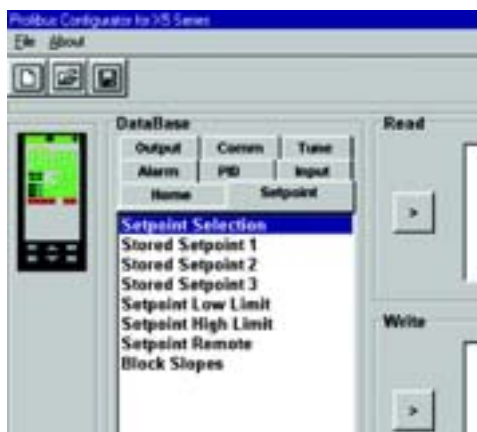 Profibus Configurator for X5 Series
File About
DataBase
Output Comm Tune
Alarm PID Input
Home Setpoint
Setpoint Selection
Stored Setpoint 1
Stored Setpoint 2
Stored Setpoint 3
Setpoint Low Limit
Setpoint High Limit
Setpoint Remote
Block Slopes
Read
>
Write
>